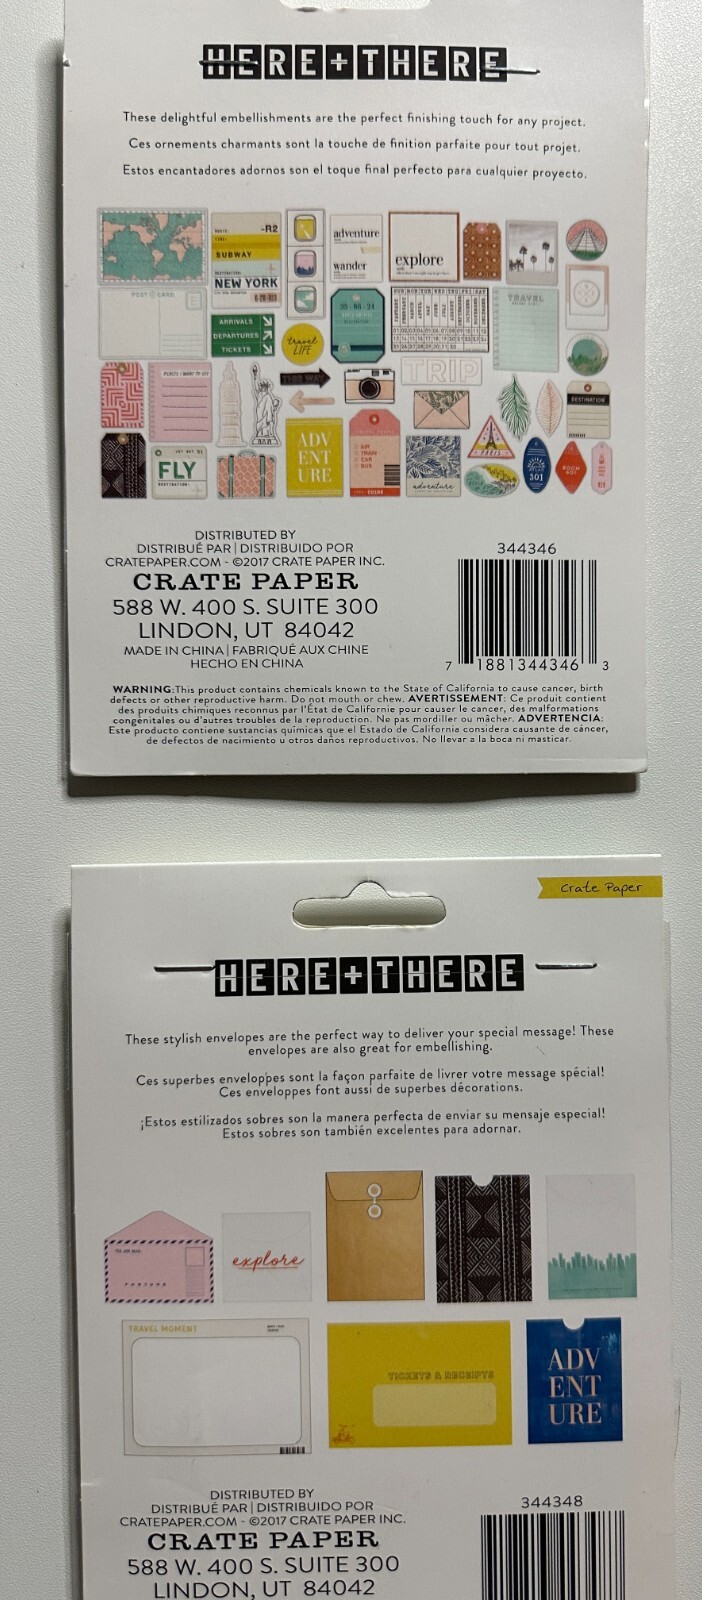 HERE+THERE
These delightful embellishments are the perfect finishing touch for any project.
Ces ornements charmants sont la touche de finition parfaite pour tout projet.
Estos encantadores adornos son el toque final perfecto para cualquier proyecto.
-R2
SUBWAY
NEW YORK
adventure
wander
explore
POST CARD
ARRIVALS
DEPARTURES
TICKETS
travel
LIFE
TRAVEL
THIS WAY
TRIP
DESTINATION
FLY
ADV
ENT
URE
AIR
TRAIN
CAR
BUS
adventure
PARIS
301
ROOM
DISTRIBUTED BY
DISTRIBUÉ PAR | DISTRIBUIDO POR
CRATEPAPER.COM - ©2017 CRATE PAPER INC.
CRATE PAPER
588 W. 400 S. SUITE 300
LINDON, UT 84042
MADE IN CHINA | FABRIQUÉ AUX CHINE
HECHO EN CHINA
344346
7 18813 44346 3
WARNING:This product contains chemicals known to the State of California to cause cancer, birth
defects or other reproductive harm. Do not mouth or chew. AVERTISSEMENT: Ce produit contient
des produits chimiques reconnus par l'État de Californie pour causer le cancer, des malformations
congénitales ou d'autres troubles de la reproduction. Ne pas mordiller ou mâcher. ADVERTENCIA:
Este producto contiene sustancias químicas que el Estado de California considera causante de cáncer,
de defectos de nacimiento u otros daños reproductivos. No llevar a la boca ni masticar.
Crate Paper
HERE+THERE
These stylish envelopes are the perfect way to deliver your special message! These
envelopes are also great for embellishing.
Ces superbes enveloppes sont la façon parfaite de livrer votre message spécial!
Ces enveloppes font aussi de superbes décorations.
¡Estos estilizados sobres son la manera perfecta de enviar su mensaje especial!
Estos sobres son también excelentes para adornar.
explore
TRAVEL MOMENT
TICKETS & RECEIPTS
ADV
ENT
URE
DISTRIBUTED BY
DISTRIBUÉ PAR | DISTRIBUIDO POR
CRATEPAPER.COM - ©2017 CRATE PAPER INC.
CRATE PAPER
588 W. 400 S. SUITE 300
LINDON, UT 84042
344348